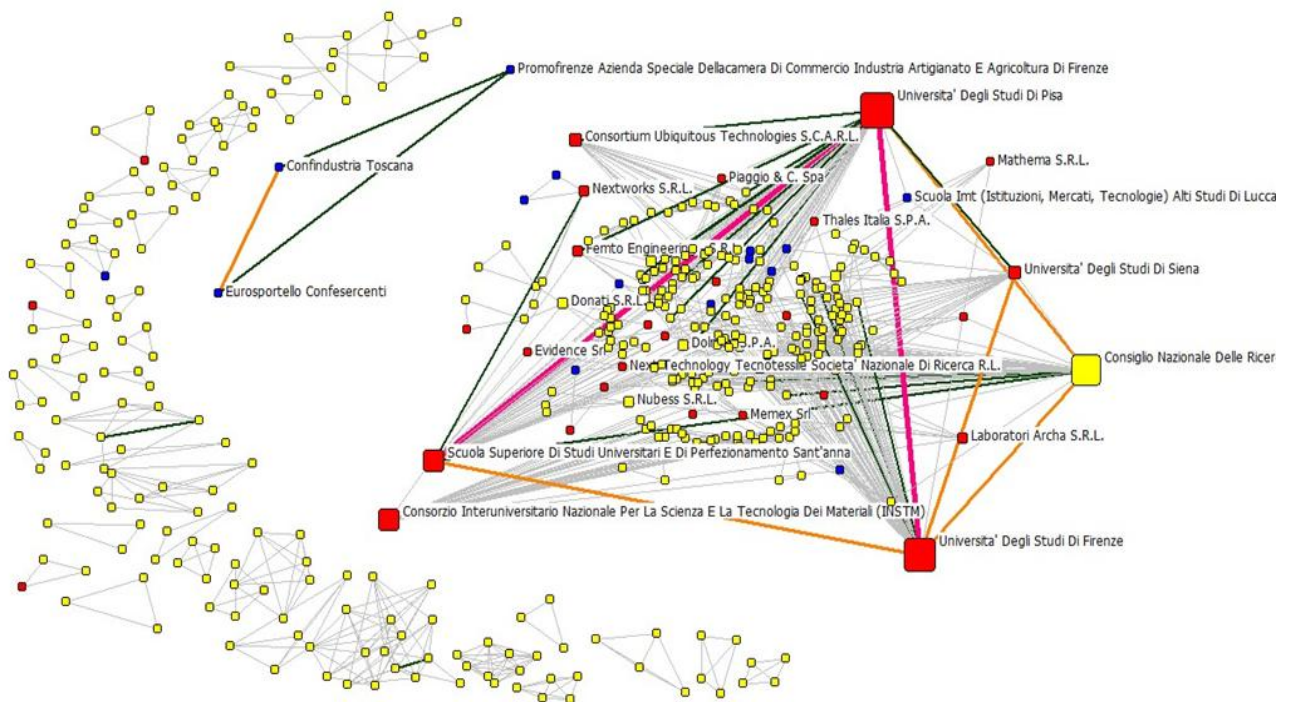 Promofirenze Azienda Speciale Dellacamera Di Commercio Industria Artigianato E Agricoltura Di Firenze
Universita' Degli Studi Di Pisa
Consortium Ubiquitous Technologies S.C.A.R.L.
Confindustria Toscana
Mathema S.R.L.
Piaggio & C. Spa
Nextworks S.R.L.
Scuola Imt (Istituzioni, Mercati, Tecnologie) Alti Studi Di Lucca
Thales Italia S.P.A.
Femto Engineering S.R.L.
Universita' Degli Studi Di Siena
Eurosportello Confesercenti
Donati S.R.L.
S.P.A.
Evidence Srl
Consiglio Nazionale Delle Ricer
Next Technology Tecnotessile Societa' Nazionale Di Ricerca R.L.
Nubess S.R.L.
Memex Srl
Laboratori Archa S.R.L.
Scuola Superiore Di Studi Universitari E Di Perfezionamento Sant'anna
Consorzio Interuniversitario Nazionale Per La Scienza E La Tecnologia Dei Materiali (INSTM)
Universita' Degli Studi Di Firenze